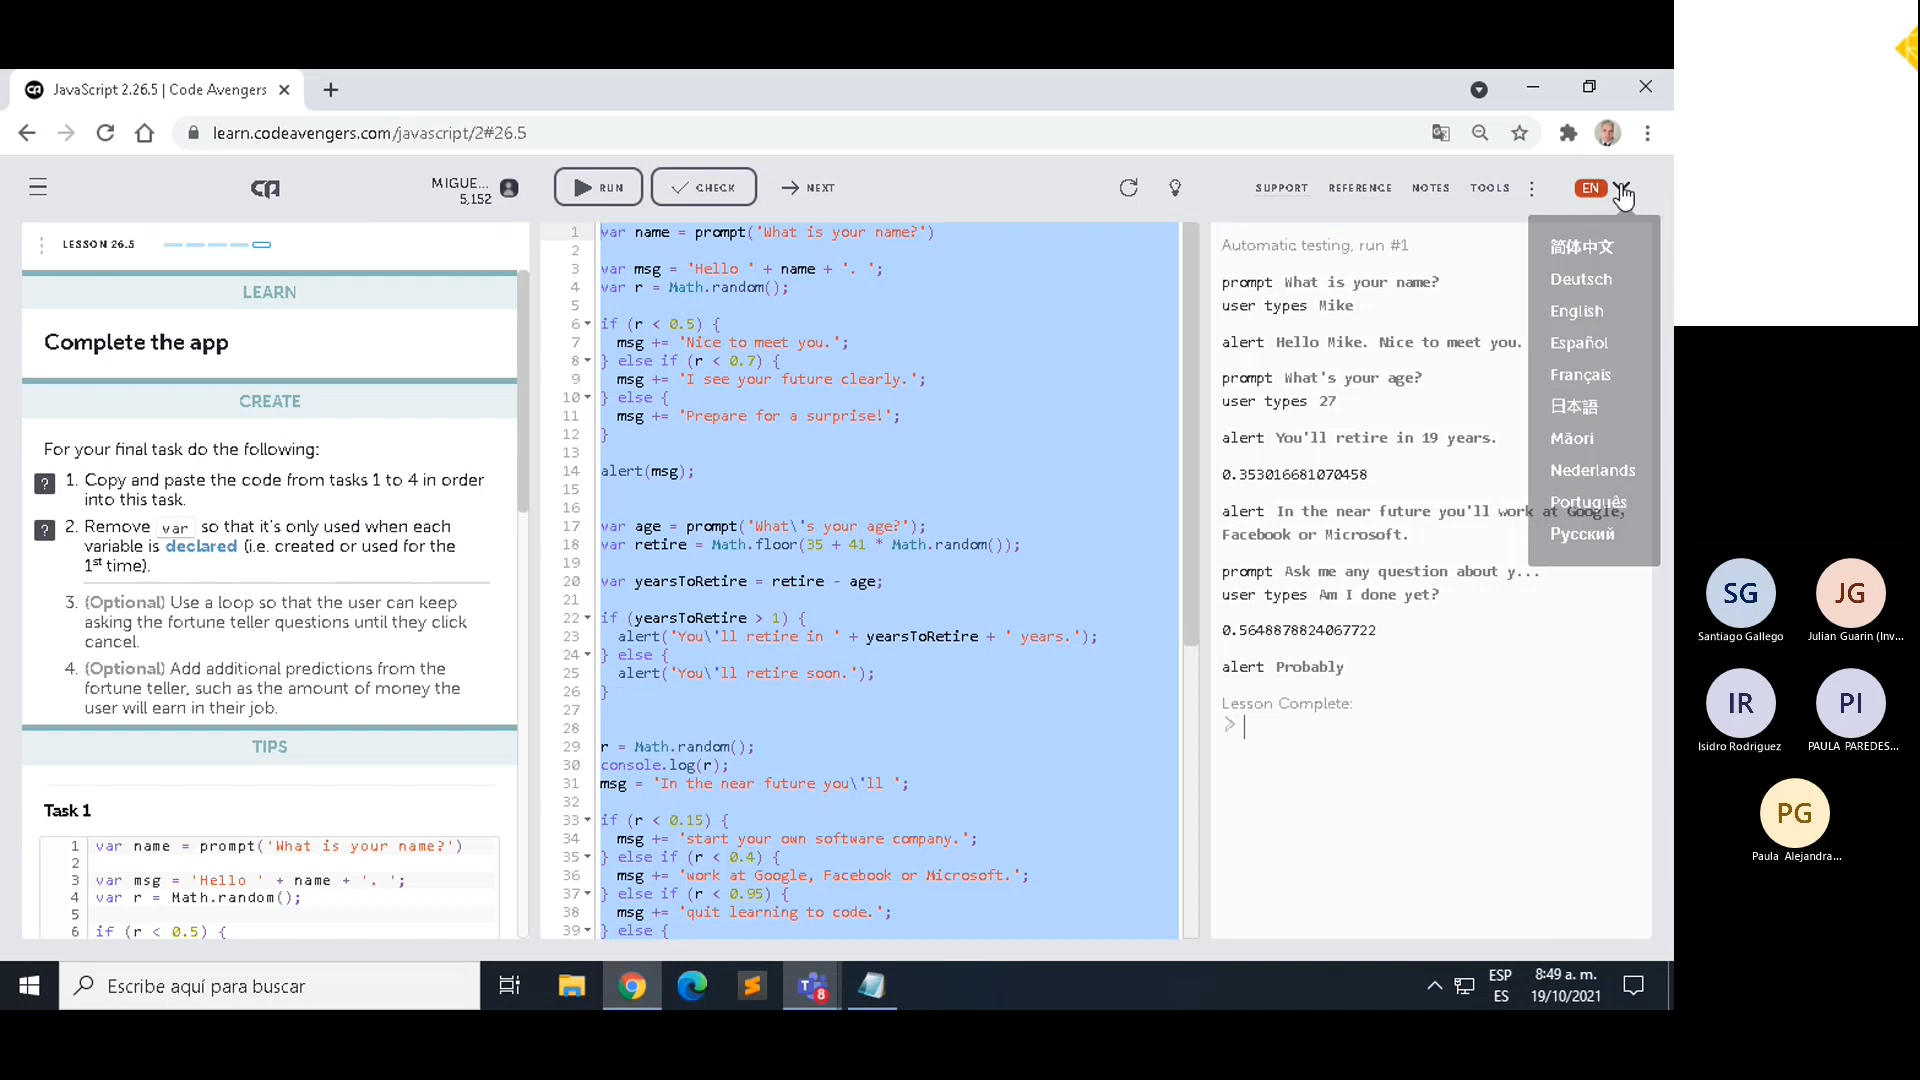 JavaScript 2.26.5 | Code Avengers
learn.codeavengers.com/javascript/2#26.5
MIGUE...
5,152
RUN
CHECK
NEXT
SUPPORT
REFERENCE
NOTES
TOOLS
EN
LESSON 26.5
LEARN
Complete the app
CREATE
For your final task do the following:
? 1. Copy and paste the code from tasks 1 to 4 in order
into this task.
? 2. Remove var so that it's only used when each
variable is declared (i.e. created or used for the
1st time).
3. (Optional) Use a loop so that the user can keep
asking the fortune teller questions until they click
cancel.
4. (Optional) Add additional predictions from the
fortune teller, such as the amount of money the
user will earn in their job.
TIPS
Task 1
1 var name = prompt('What is your name?')
2
3 var msg = 'Hello ' + name + '. ';
4 var r = Math.random();
5
6 if (r < 0.5) {
1 var name = prompt('What is your name?')
2
3 var msg = 'Hello ' + name + '. ';
4 var r = Math.random();
5
6 if (r < 0.5) {
7 msg += 'Nice to meet you.';
8 } else if (r < 0.7) {
9 msg += 'I see your future clearly.';
10 } else {
11 msg += 'Prepare for a surprise!';
12 }
13
14 alert(msg);
15
16
17 var age = prompt('What\'s your age?');
18 var retire = Math.floor(35 + 41 * Math.random());
19
20 var yearsToRetire = retire - age;
21
22 if (yearsToRetire > 1) {
23 alert('You\'ll retire in ' + yearsToRetire + ' years.');
24 } else {
25 alert('You\'ll retire soon.');
26 }
27
28
29 r = Math.random();
30 console.log(r);
31 msg = 'In the near future you\'ll ';
32
33 if (r < 0.15) {
34 msg += 'start your own software company.';
35 } else if (r < 0.4) {
36 msg += 'work at Google, Facebook or Microsoft.';
37 } else if (r < 0.95) {
38 msg += 'quit learning to code.';
39 } else {
Automatic testing, run #1
prompt What is your name?
user types Mike
alert Hello Mike. Nice to meet you.
prompt What's your age?
user types 27
alert You'll retire in 19 years.
0.353016681070458
alert In the near future you'll work at Google,
Facebook or Microsoft.
prompt Ask me any question about y...
user types Am I done yet?
0.5648878824067722
alert Probably
Lesson Complete:
>
简体中文
Deutsch
English
Español
Français
日本語
Māori
Nederlands
Português
Русский
SG
Santiago Gallego
JG
Julian Guarin (Inv...
IR
Isidro Rodriguez
PI
PAULA PAREDES...
PG
Paula Alejandra...
Escribe aquí para buscar
8
ESP
ES
8:49 a. m.
19/10/2021